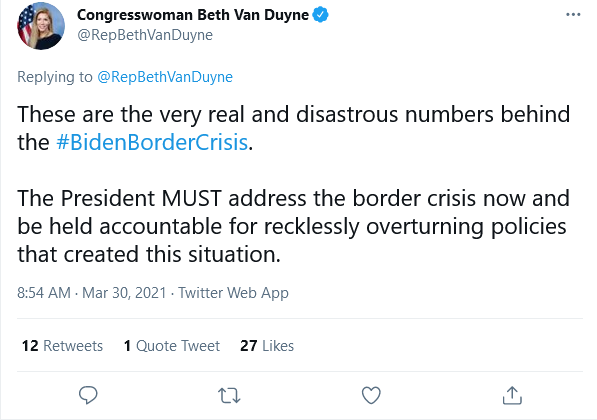 Congresswoman Beth Van Duyne
@RepBethVanDuyne
Replying to @RepBethVanDuyne
These are the very real and disastrous numbers behind
the #BidenBorderCrisis.
The President MUST address the border crisis now and
be held accountable for recklessly overturning policies
that created this situation.
8:54 AM · Mar 30, 2021 · Twitter Web App
12 Retweets 1 Quote Tweet 27 Likes